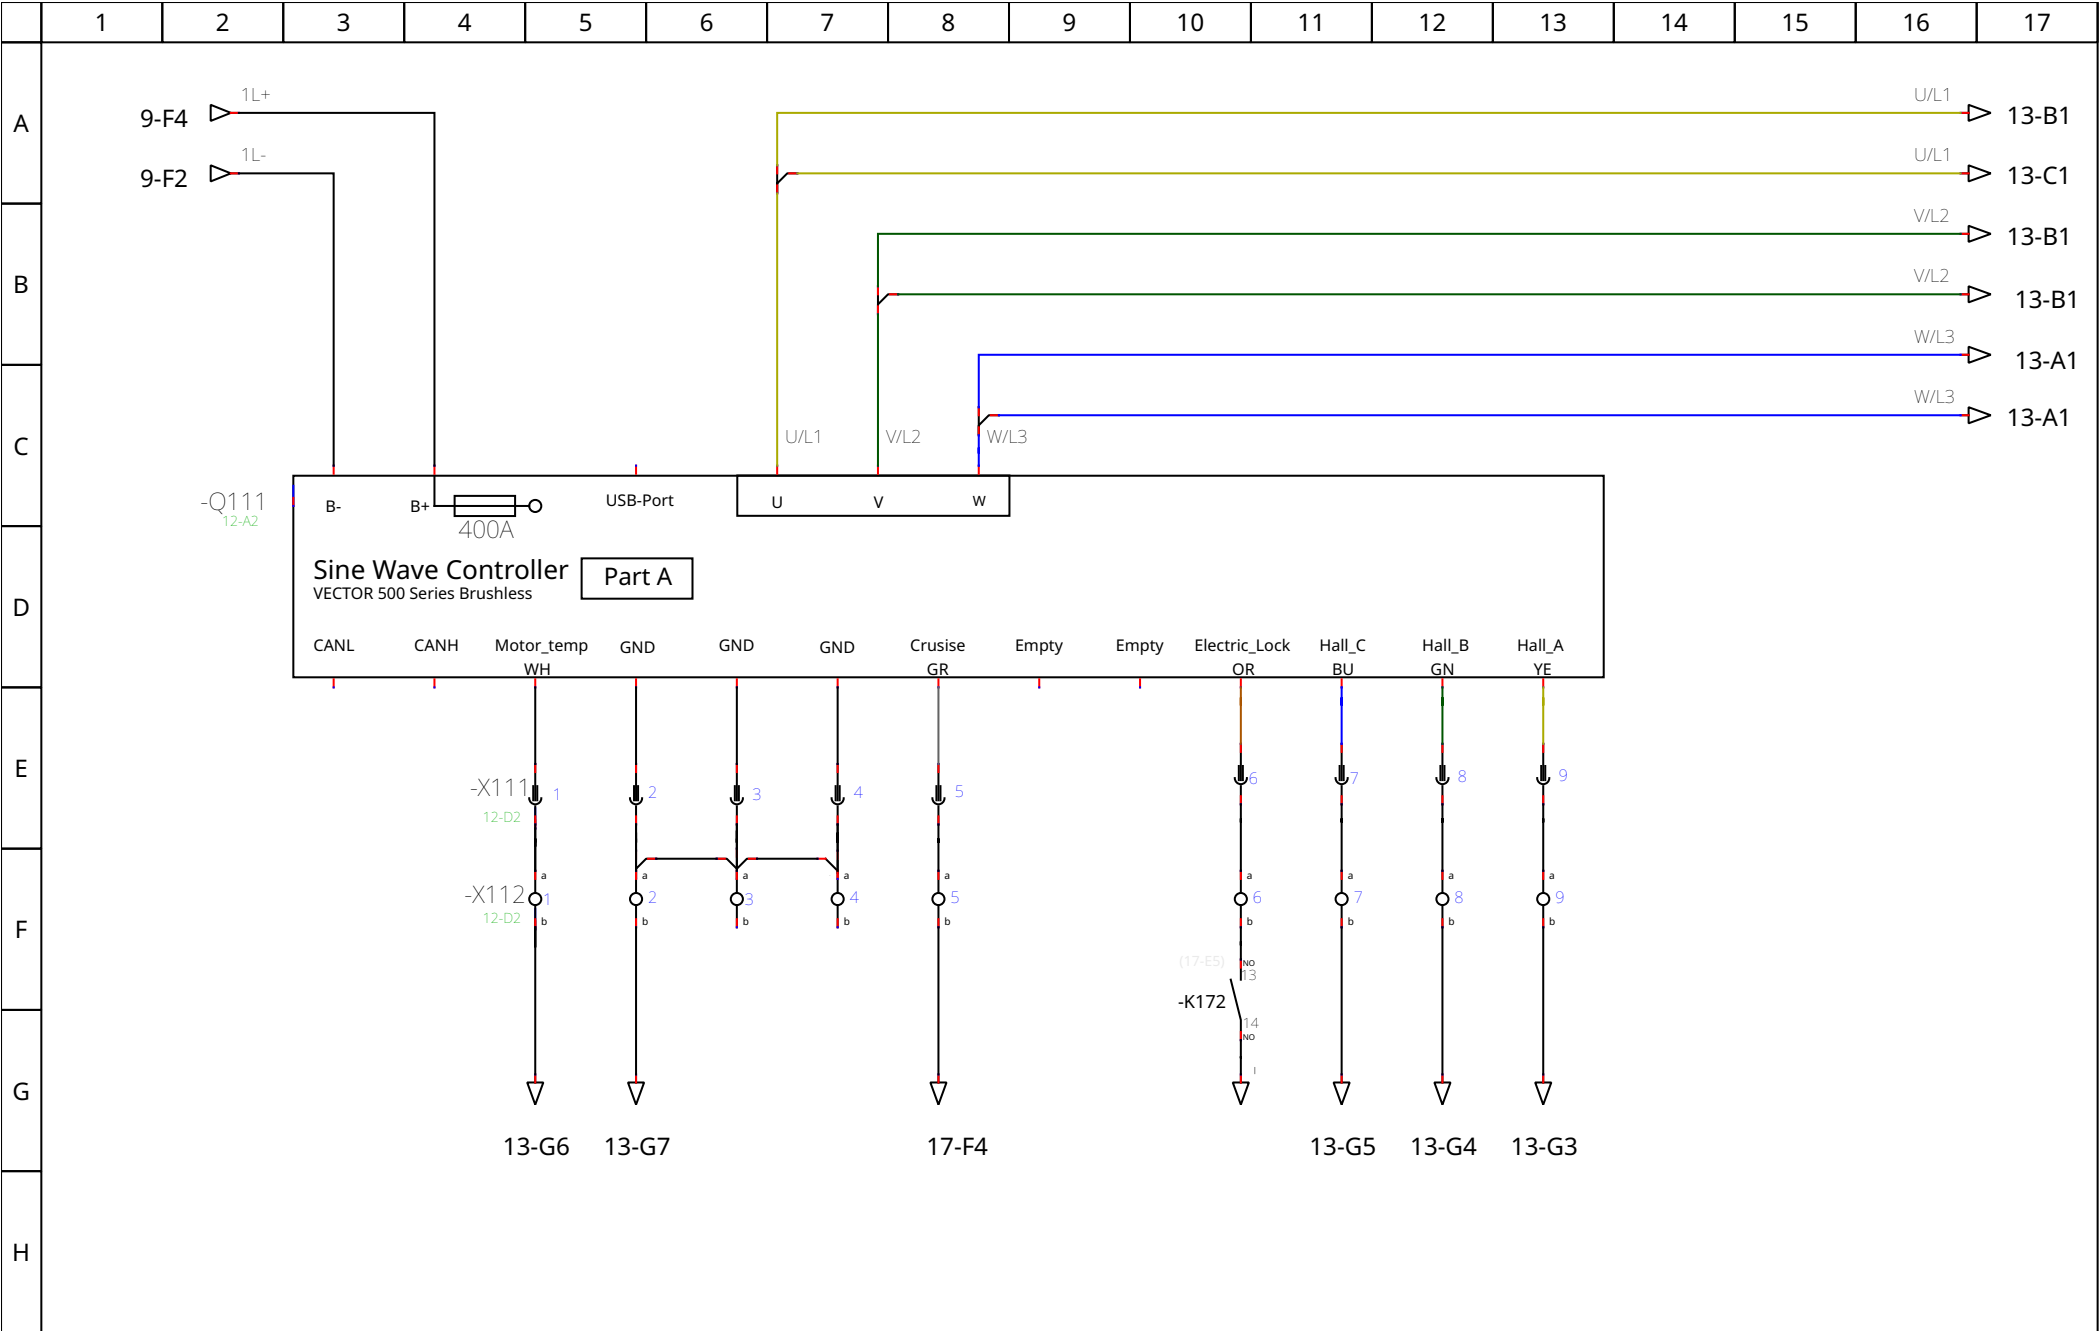 1 2 3 4 5 6 7 8 9 10 11 12 13 14 15 16 17
A
1L+
9-F4
U/L1
13-B1
1L-
9-F2
U/L1
13-C1
V/L2
13-B1
B
V/L2
13-B1
W/L3
13-A1
W/L3
13-A1
C
U/L1 V/L2 W/L3
-Q111
12-A2
B- B+ USB-Port U V W
400A
Sine Wave Controller Part A
VECTOR 500 Series Brushless
D
CANL CANH Motor_temp GND GND GND Crusise Empty Empty Electric_Lock Hall_C Hall_B Hall_A
WH GR OR BU GN YE
E
-X111 1 2 3 4 5 6 7 8 9
12-D2
a a a a a a a a
-X112 1 2 3 4 5 6 7 8 9
12-D2
b b b b b b b b b
F
(17-E5) NO
13
-K172
14
NO
G
13-G6 13-G7 17-F4 13-G5 13-G4 13-G3
H